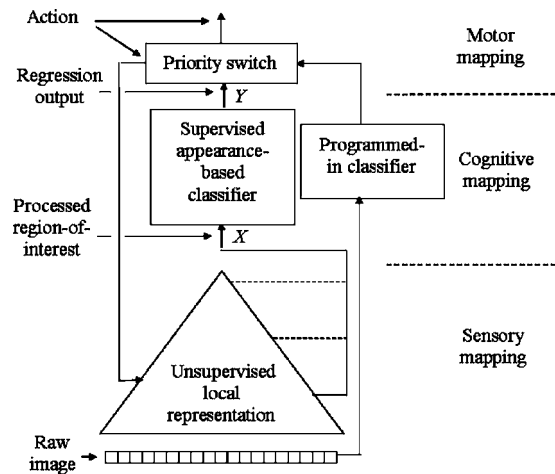 Action
Priority switch
Motor
mapping
Regression
output
Y
Supervised
appearance-
based
classifier
Programmed-
in classifier
Cognitive
mapping
Processed
region-of-
interest
X
Unsupervised
local
representation
Sensory
mapping
Raw
image